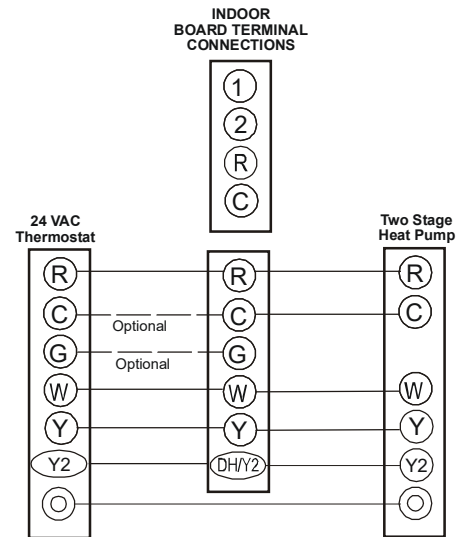 INDOOR
BOARD TERMINAL
CONNECTIONS
1
2
R
C
24 VAC
Thermostat
Two Stage
Heat Pump
R R R
C Optional C C
G Optional G
W W W
Y Y Y
Y2 DH/Y2 Y2
O O